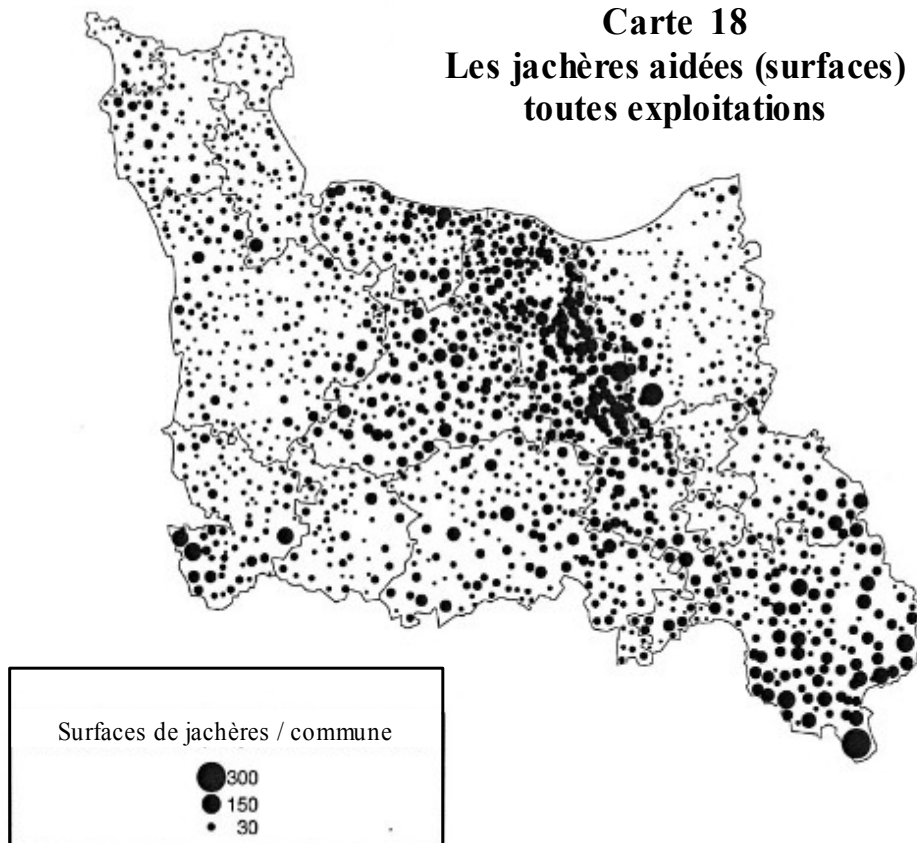 Carte 18
Les jachères aidées (surfaces)
toutes exploitations
Surfaces de jachères / commune
300
150
30